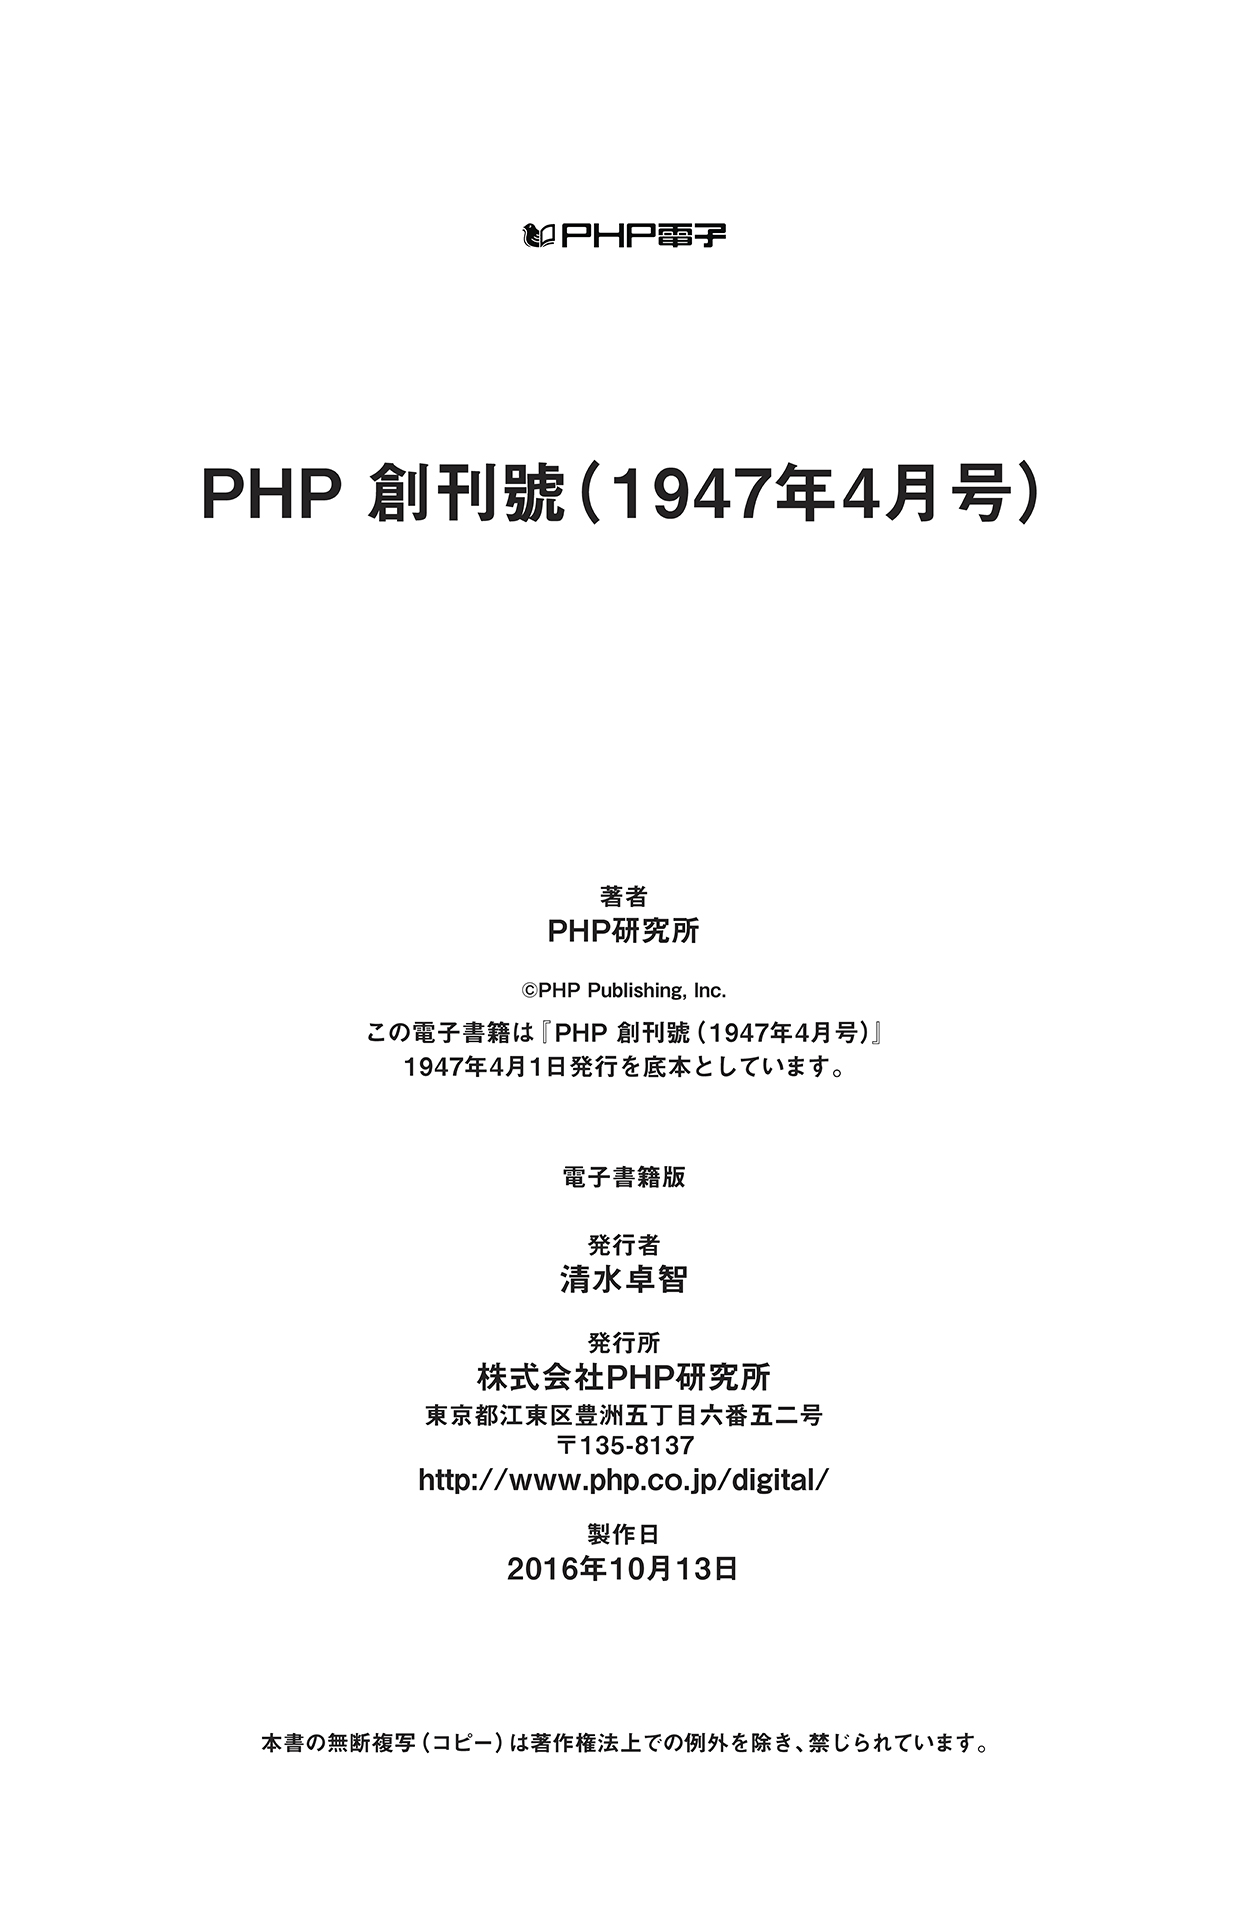 PHP電子
PHP 創刊號（1947年4月号）
著者
PHP研究所
©PHP Publishing, Inc.
この電子書籍は『PHP 創刊號（1947年4月号）』
1947年4月1日発行を底本としています。
電子書籍版
発行者
清水卓智
発行所
株式会社PHP研究所
東京都江東区豊洲五丁目六番五二号
〒135-8137
http://www.php.co.jp/digital/
製作日
2016年10月13日
本書の無断複写（コピー）は著作権法上での例外を除き、禁じられています。